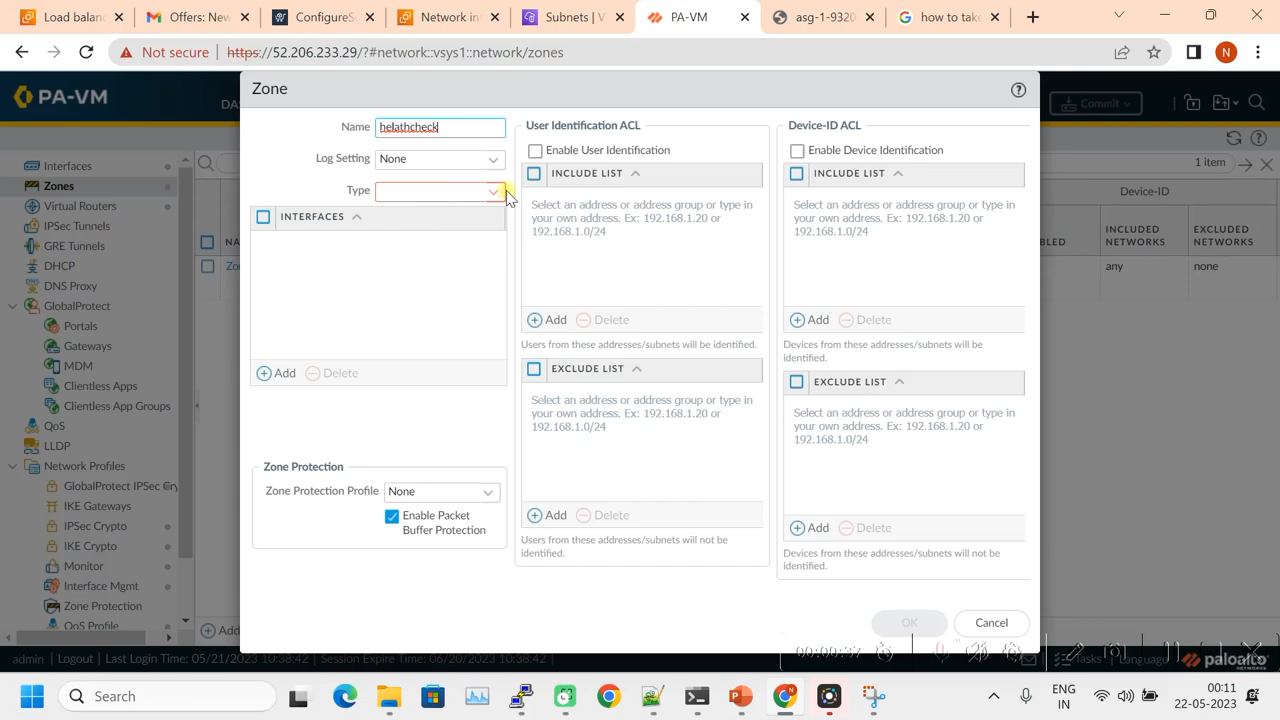 Load balan
Offers: New
ConfigureS
Network in
Subnets | V
PA-VM
asg-1-9320
how to take
Not secure
https://52.206.233.29/?#network::vsys1::network/zones
N
PA-VM
DA
Commit
Zone
Interfaces
Zones
Virtual Routers
IPSec Tunnels
GRE Tunnels
DHCP
DNS Proxy
GlobalProtect
Portals
Gateways
MDM
Clientless Apps
Clientless App Groups
QoS
LLDP
Network Profiles
GlobalProtect IPSec Cry
IKE Gateways
IPSec Crypto
IKE Crypto
Monitor
Interface Mgmt
Zone Protection
QoS Profile
NA
Zo
Add
Name
helathcheck
Log Setting
None
Type
INTERFACES
Add
Delete
Zone Protection
Zone Protection Profile
None
Enable Packet
Buffer Protection
User Identification ACL
Enable User Identification
INCLUDE LIST
Select an address or address group or type in
your own address. Ex: 192.168.1.20 or
192.168.1.0/24
Add
Delete
Users from these addresses/subnets will be identified.
EXCLUDE LIST
Select an address or address group or type in
your own address. Ex: 192.168.1.20 or
192.168.1.0/24
Add
Delete
Users from these addresses/subnets will not be
identified.
Device-ID ACL
Enable Device Identification
INCLUDE LIST
Select an address or address group or type in
your own address. Ex: 192.168.1.20 or
192.168.1.0/24
Add
Delete
Devices from these addresses/subnets will be
identified.
EXCLUDE LIST
Select an address or address group or type in
your own address. Ex: 192.168.1.20 or
192.168.1.0/24
Add
Delete
Devices from these addresses/subnets will not be
identified.
OK
Cancel
1 item
Device-ID
BLED
INCLUDED
NETWORKS
EXCLUDED
NETWORKS
any
none
admin
Logout
Last Login Time: 05/21/2023 10:38:42
Session Expire Time: 06/20/2023 10:38:42
Tasks
Language
paloalto
NETWORKS
Search
ENG
IN
00:11
22-05-2023